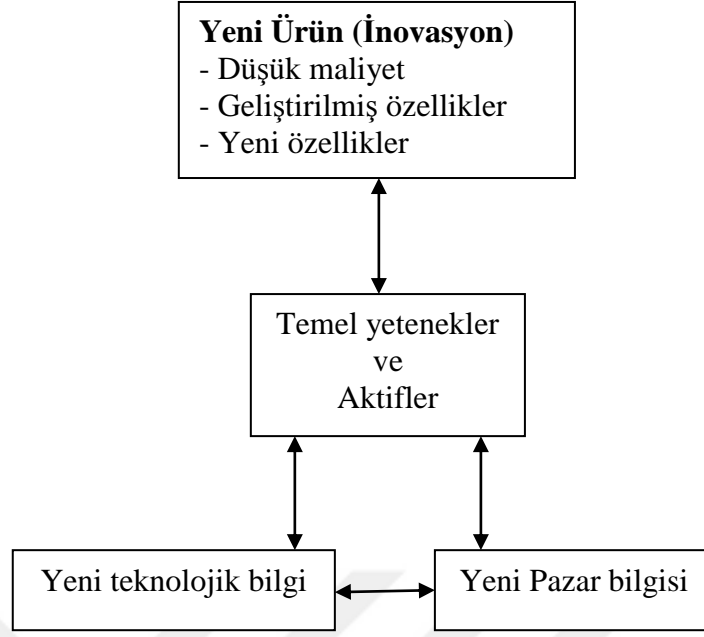 Yeni Ürün (İnovasyon)
- Düşük maliyet
- Geliştirilmiş özellikler
- Yeni özellikler
Temel yetenekler
ve
Aktifler
Yeni teknolojik bilgi
Yeni Pazar bilgisi